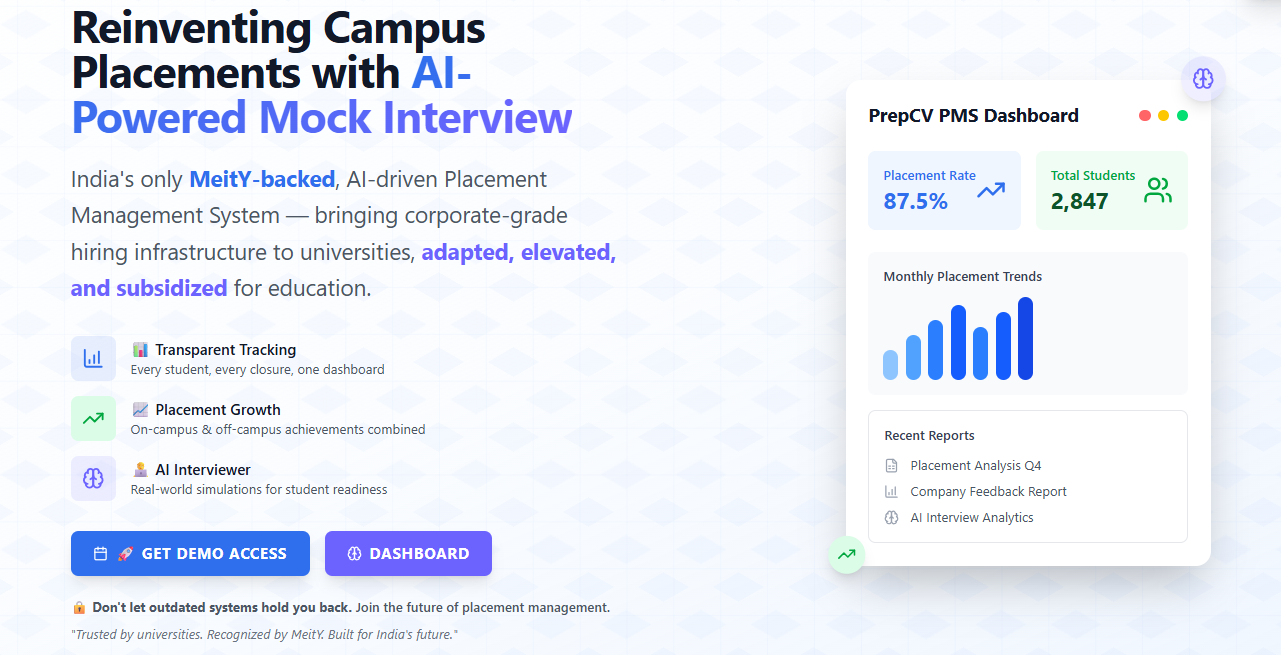 Reinventing Campus
Placements with AI-
Powered Mock Interview
India's only MeitY-backed, AI-driven Placement
Management System — bringing corporate-grade
hiring infrastructure to universities, adapted, elevated,
and subsidized for education.
📊 Transparent Tracking
Every student, every closure, one dashboard
📈 Placement Growth
On-campus & off-campus achievements combined
AI Interviewer
Real-world simulations for student readiness
🚀 GET DEMO ACCESS
DASHBOARD
🔒 Don't let outdated systems hold you back. Join the future of placement management.
"Trusted by universities. Recognized by MeitY. Built for India's future."
PrepCV PMS Dashboard
Placement Rate
87.5%
Total Students
2,847
Monthly Placement Trends
Recent Reports
Placement Analysis Q4
Company Feedback Report
AI Interview Analytics